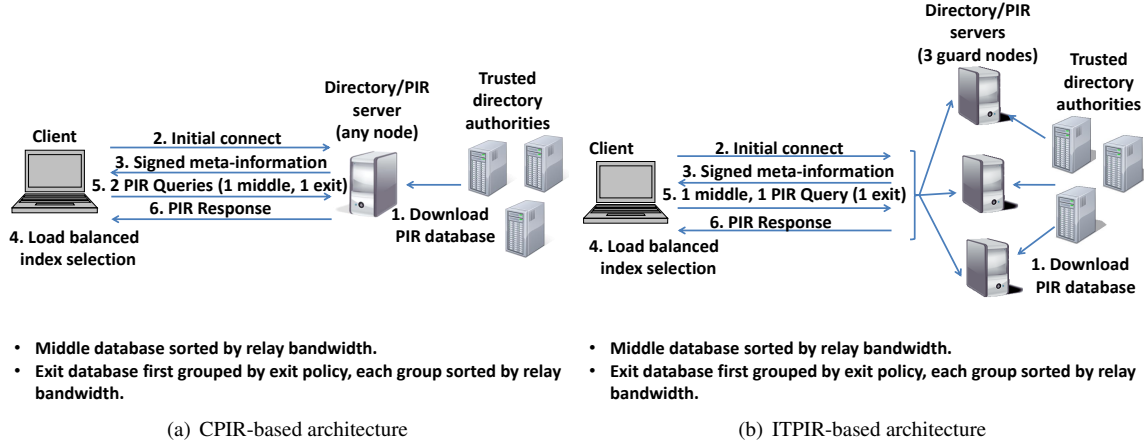 Directory/PIR
server
(any node)
Trusted
directory
authorities
Client
2. Initial connect
3. Signed meta-information
5. 2 PIR Queries (1 middle, 1 exit)
6. PIR Response
1. Download
PIR database
4. Load balanced
index selection
• Middle database sorted by relay bandwidth.
• Exit database first grouped by exit policy, each group sorted by relay
bandwidth.
(a) CPIR-based architecture
Directory/PIR
servers
(3 guard nodes)
Trusted
directory
authorities
Client
2. Initial connect
3. Signed meta-information
5. 1 middle, 1 PIR Query (1 exit)
6. PIR Response
4. Load balanced
index selection
1. Download
PIR database
• Middle database sorted by relay bandwidth.
• Exit database first grouped by exit policy, each group sorted by relay
bandwidth.
(b) ITPIR-based architecture